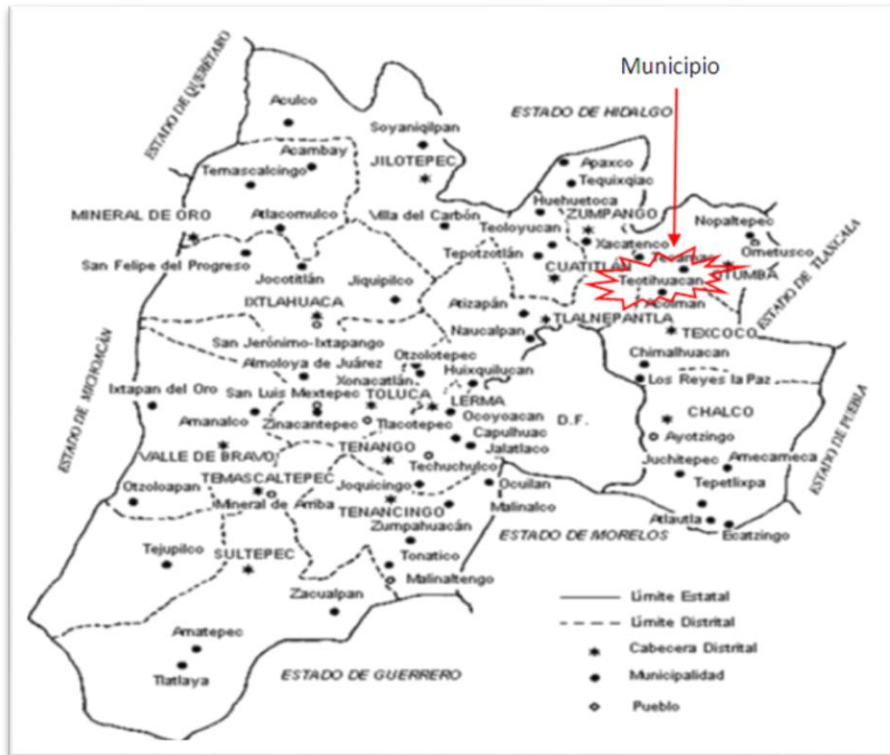 Municipio
ESTADO DE QUERÉTARO
ESTADO DE HIDALGO
Aculco
Soyaniqilpan
Acambay
JILOTEPEC
Apaxco
Temascalcingo
Tequixqiac
Huehuetoca
MINERAL DE ORO
Atlacomulco
Villa del Carbón
ZUMPANGO
Nopaltepec
Teoloyucan
Xacatenco
Ometusco
Tepotzotlán
San Felipe del Progreso
CUATITLÁN
OTUMBA
ESTADO DE TLAXCALA
Jocotitlán
Jiquipilco
Teotihuacan
IXTLAHUACA
Atizapán
Acolman
TLALNEPANTLA
TEXCOCO
Naucalpan
San Jerónimo-Ixtapango
Otzolotepec
Chimalhuacan
Almoloya de Juárez
Huixquilucan
Los Reyes la Paz
Xonacatlán
Ixtapan del Oro
San Luis Mextepec
TOLUCA
LERMA
ESTADO DE MICHOACÁN
Ocoyoacan
D.F.
CHALCO
Amanalco
Zinacantepec
Tlacotepec
Capulhuac
Ayotzingo
TENANGO
Jalatlaco
VALLE DE BRAVO
Techuchulco
Juchitepec
Amecameca
ESTADO DE PUEBLA
TEMASCALTEPEC
Joquicingo
Ocuilan
Tepetlixpa
Otzoloapan
Mineral de Arriba
TENANCINGO
Malinalco
Zumpahuacán
Atlautla
Ecatzingo
ESTADO DE MORELOS
Tejupilco
SULTEPEC
Tonatico
Malinaltengo
Zacualpan
Límite Estatal
Límite Distrital
Amatepec
Cabecera Distrital
Tlatlaya
ESTADO DE GUERRERO
Municipalidad
Pueblo